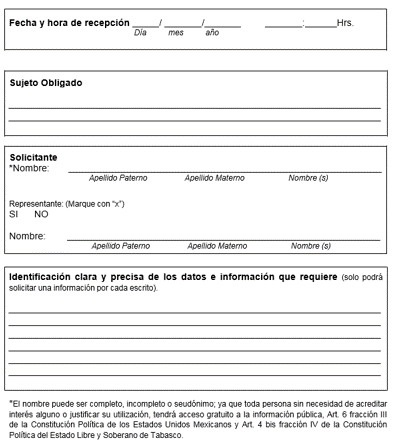 Fecha y hora de recepción _____/ _______/_______ _______:______Hrs.
Día mes año
Sujeto Obligado
Solicitante
*Nombre:
Apellido Paterno Apellido Materno Nombre (s)
Representante: (Marque con “x”)
SI NO
Nombre:
Apellido Paterno Apellido Materno Nombre (s)
Identificación clara y precisa de los datos e información que requiere (solo podrá
solicitar una información por cada escrito).
*El nombre puede ser completo, incompleto o seudónimo; ya que toda persona sin necesidad de acreditar
interés alguno o justificar su utilización, tendrá acceso gratuito a la información pública, Art. 6 fracción III
de la Constitución Política de los Estados Unidos Mexicanos y Art. 4 bis fracción IV de la Constitución
Política del Estado Libre y Soberano de Tabasco.